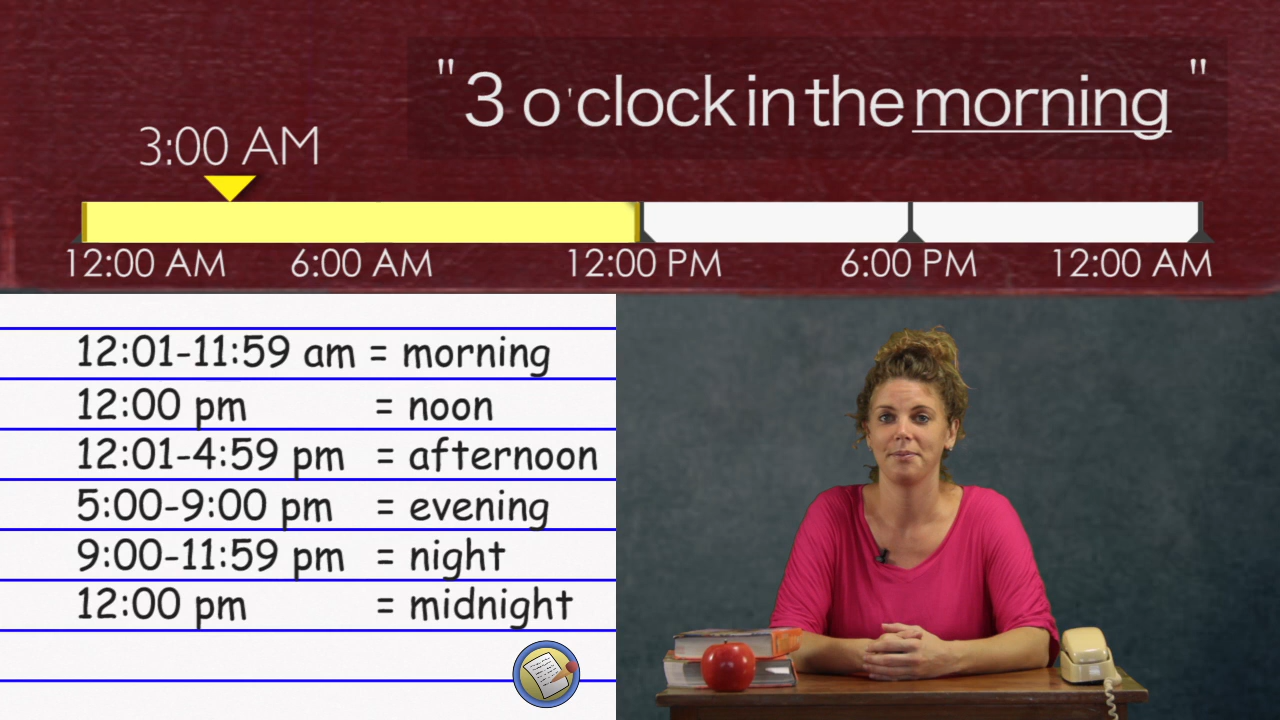 "3 o'clock in the morning"
3:00 AM
12:00 AM 6:00 AM 12:00 PM 6:00 PM 12:00 AM
12:01-11:59 am = morning
12:00 pm = noon
12:01-4:59 pm = afternoon
5:00-9:00 pm = evening
9:00-11:59 pm = night
12:00 pm = midnight